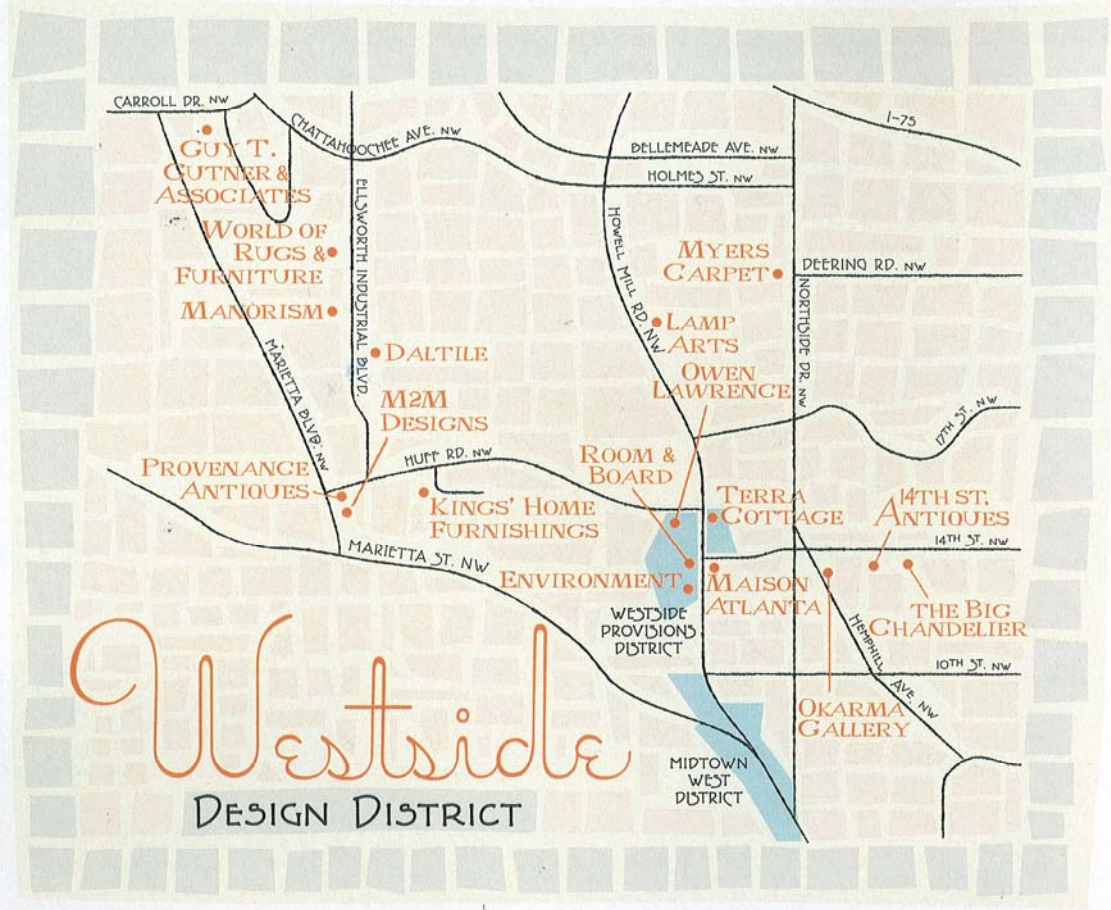 CARROLL DR. NW
CHATTAHOOCHEE AVE. NW
I-75
BELLEMEADE AVE. NW
HOLMES ST. NW
GUY T.
GUTNER &
ASSOCIATES
ELLSWORTH INDUSTRIAL BLVD.
HOWELL MILL RD. NW
WORLD OF
RUGS &
FURNITURE
MYERS
CARPET
DEERING RD. NW
NORTHSIDE DR. NW
MANORISM
LAMP
ARTS
MARIETTA BLVD. NW
DALTILE
OWEN
LAWRENCE
M2M
DESIGNS
17TH ST. NW
HUFF RD. NW
PROVENANCE
ANTIQUES
ROOM &
BOARD
KINGS' HOME
FURNISHINGS
TERRA
COTTAGE
14TH ST.
ANTIQUES
14TH ST. NW
MARIETTA ST. NW
ENVIRONMENT
MAISON
ATLANTA
THE BIG
CHANDELIER
WESTSIDE
PROVISIONS
DISTRICT
HEMPHILL AVE. NW
10TH ST. NW
OKARMA
GALLERY
Westside
DESIGN DISTRICT
MIDTOWN
WEST
DISTRICT